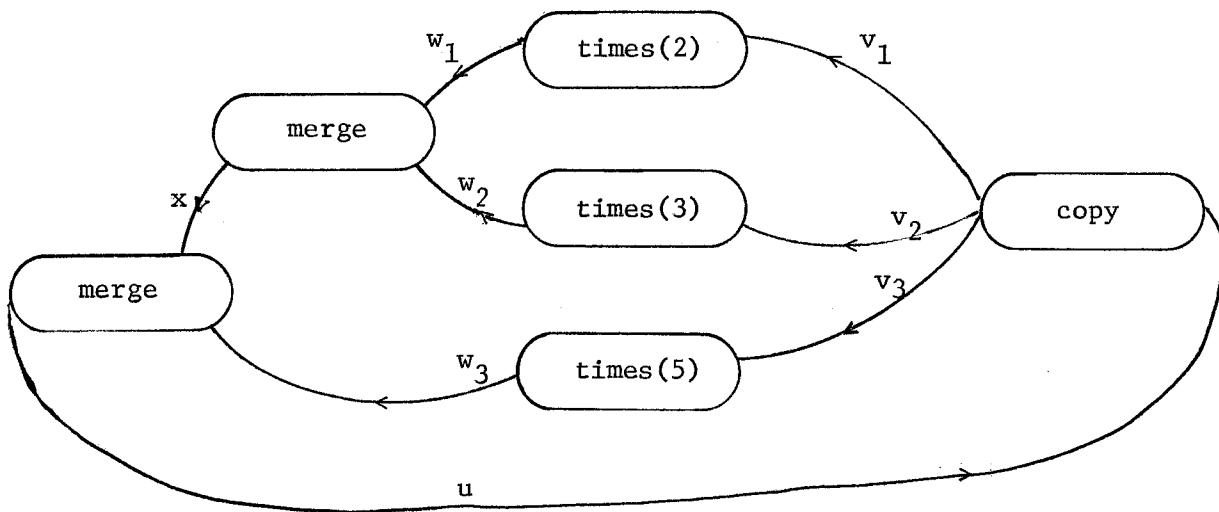 w1
times(2)
v1
merge
w2
times(3)
v2
copy
x
merge
v3
w3
times(5)
u